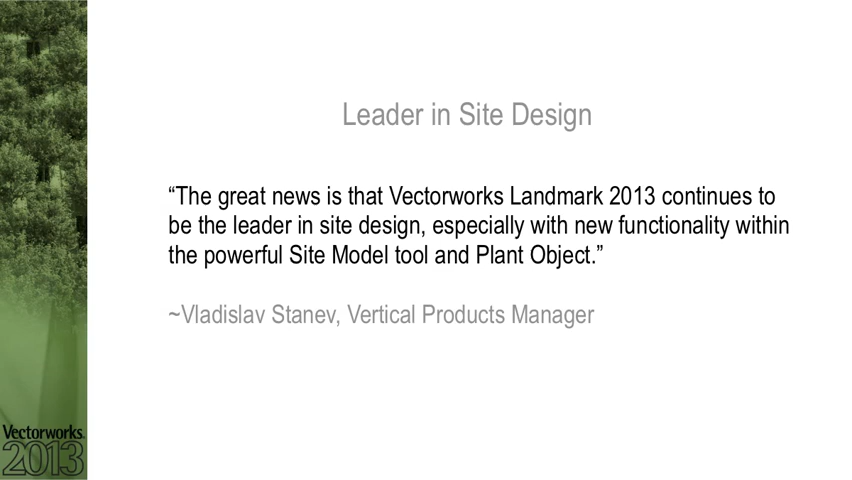 Leader in Site Design
“The great news is that Vectorworks Landmark 2013 continues to
be the leader in site design, especially with new functionality within
the powerful Site Model tool and Plant Object.”
~Vladislav Stanev, Vertical Products Manager
Vectorworks.
2013